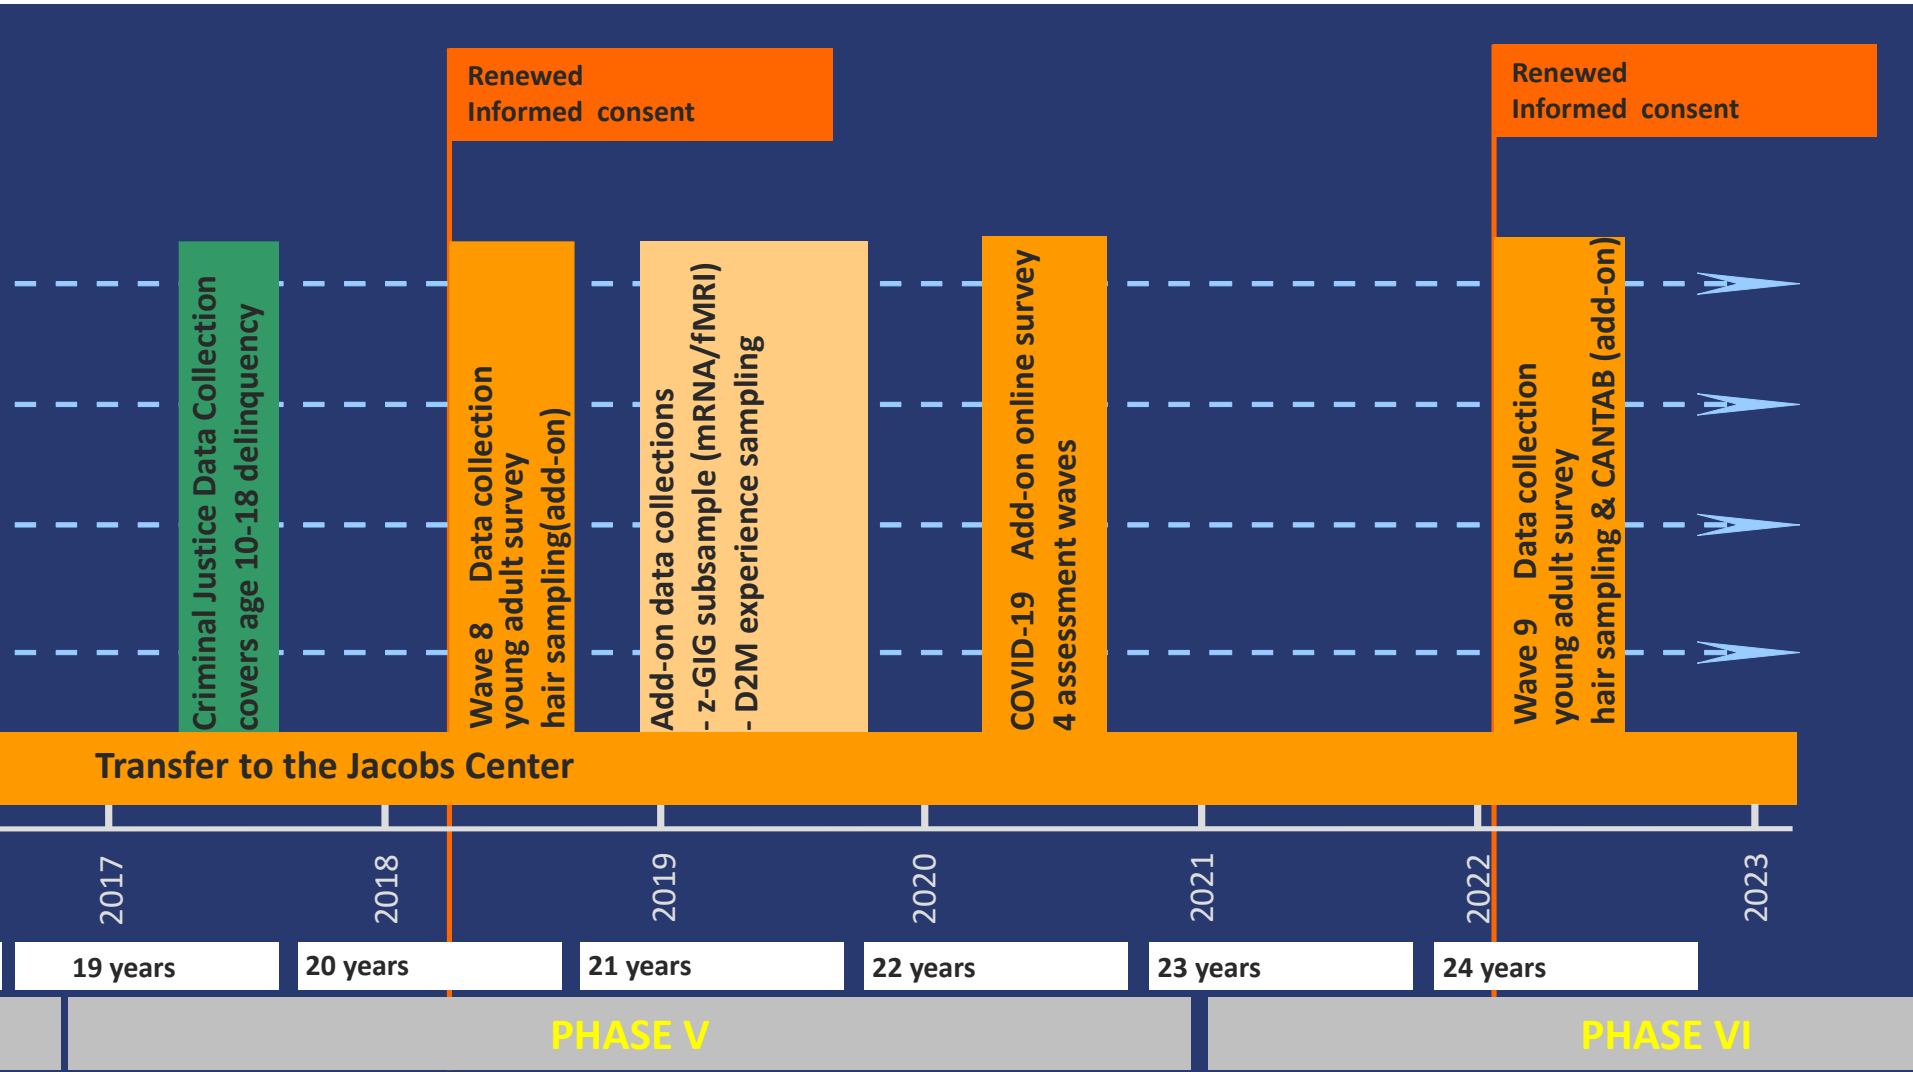 Renewed
Informed consent
Renewed
Informed consent
Criminal Justice Data Collection
covers age 10-18 delinquency
Wave 8 Data collection
young adult survey
hair sampling(add-on)
Add-on data collections
- z-GIG subsample (mRNA/fMRI)
- D2M experience sampling
COVID-19 Add-on online survey
4 assessment waves
Wave 9 Data collection
young adult survey
hair sampling & CANTAB (add-on)
Transfer to the Jacobs Center
2017
2018
2019
2020
2021
2022
2023
19 years
20 years
21 years
22 years
23 years
24 years
PHASE V
PHASE VI